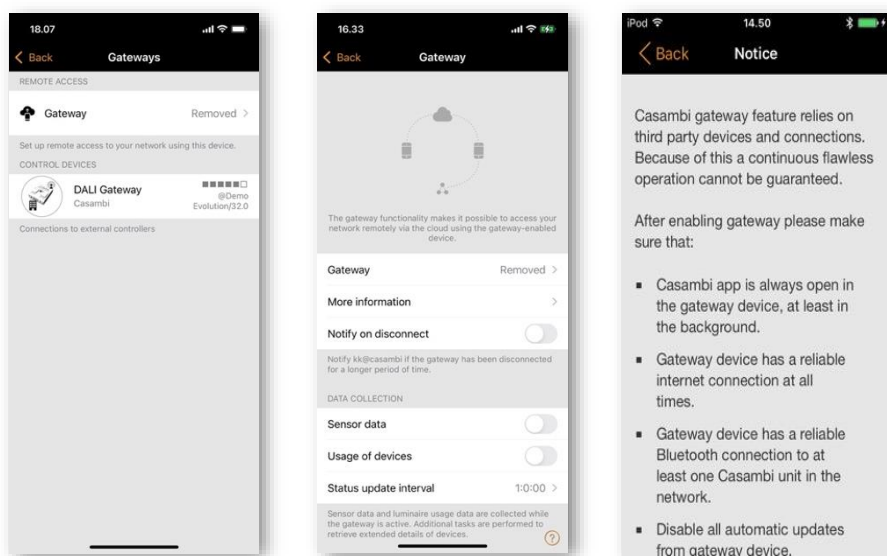 18.07
Back Gateways
REMOTE ACCESS
Gateway Removed
Set up remote access to your network using this device.
CONTROL DEVICES
DALI Gateway
Casambi
@Demo
Evolution/32.0
Connections to external controllers
16.33
Back Gateway
The gateway functionality makes it possible to access your
network remotely via the cloud using the gateway-enabled
device.
Gateway Removed
More information
Notify on disconnect
Notify kk@casambi if the gateway has been disconnected
for a longer period of time.
DATA COLLECTION
Sensor data
Usage of devices
Status update interval 1:0:00
Sensor data and luminaire usage data are collected while
the gateway is active. Additional tasks are performed to
retrieve extended details of devices.
?
iPod 14.50
Back Notice
Casambi gateway feature relies on
third party devices and connections.
Because of this a continuous flawless
operation cannot be guaranteed.
After enabling gateway please make
sure that:
▪ Casambi app is always open in
the gateway device, at least in
the background.
▪ Gateway device has a reliable
internet connection at all
times.
▪ Gateway device has a reliable
Bluetooth connection to at
least one Casambi unit in the
network.
▪ Disable all automatic updates
from gateway device.